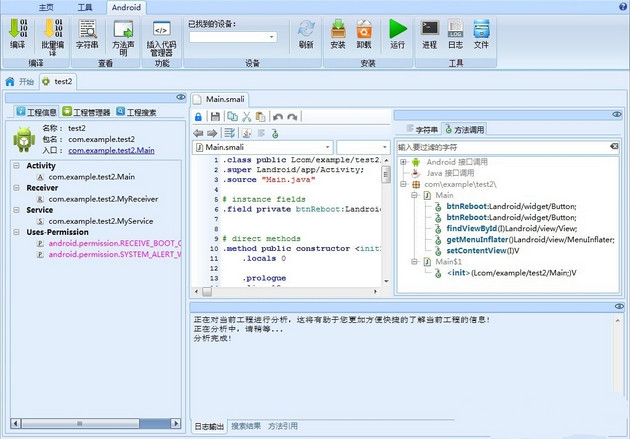 主页 工具 Android
编译 批量编译 字符串 方法声明 插入代码管理器 已找到的设备: 刷新 安装 卸载 运行 进程 日志 文件
编译 查看 功能 设备 安装 工具
开始 test2
工程信息 工程管理器 工程搜索
名称: test2
包名: com.example.test2
入口: com.example.test2.Main
Activity
com.example.test2.Main
Receiver
com.example.test2.MyReceiver
Service
com.example.test2.MyService
Uses-Permission
android.permission.RECEIVE_BOOT_C
android.permission.SYSTEM_ALERT_W
Main.smali
Main.smali
1 .class public Lcom/example/test2
2 .super Landroid/app/Activity;
3 .source "Main.java"
4
5 # instance fields
6 .field private btnReboot:Landroi
7
8
9 # direct methods
10 .method public constructor <init
11 .locals 0
12
13 .prologue
字符串 方法调用
输入要过滤的字符
Android 接口调用
Java 接口调用
com\example\test2\
Main
btnReboot:Landroid/widget/Button;
btnReboot:Landroid/widget/Button;
findViewById(I)Landroid/view/View;
getMenuInflater()Landroid/view/MenuInflater;
setContentView(I)V
Main$1
<init>(Lcom/example/test2/Main;)V
正在对当前工程进行分析，这将有助于您更加方便快捷的了解当前工程的信息！
正在分析中，请稍等...
分析完成！
日志输出 搜索结果 方法引用